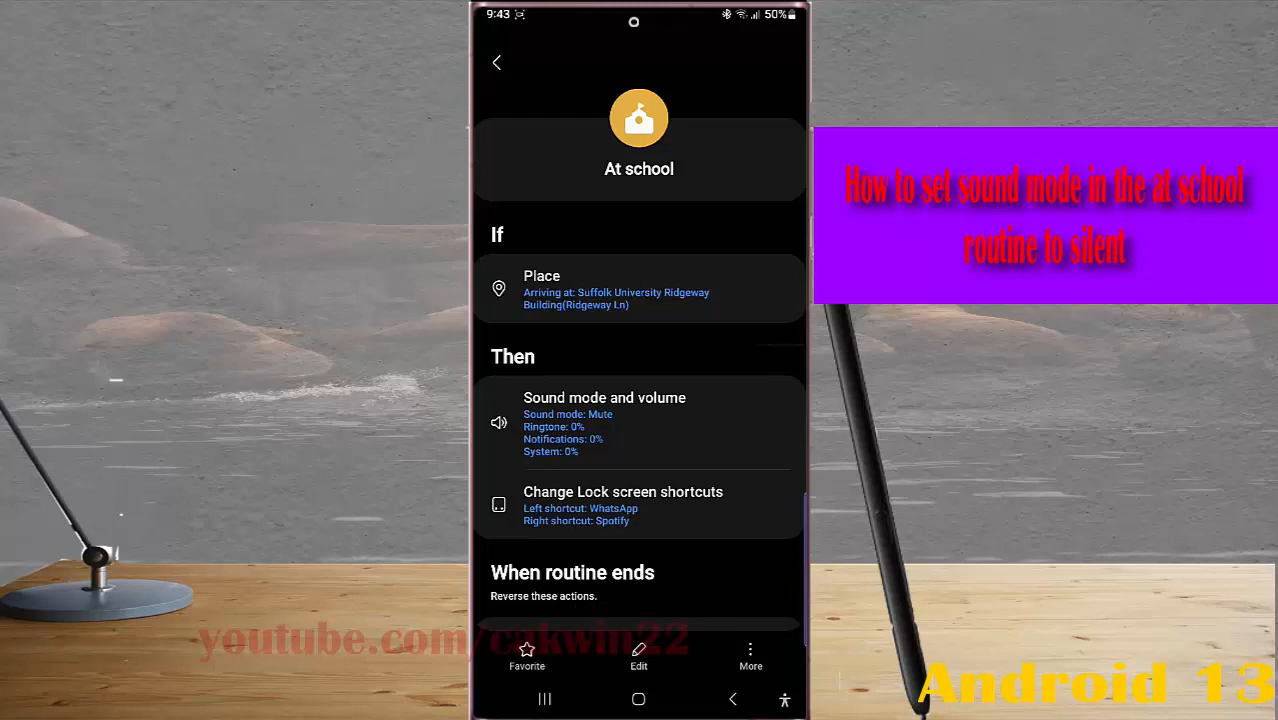 9:43
50%
At school
If
Place
Arriving at: Suffolk University Ridgeway
Building(Ridgeway Ln)
Then
Sound mode and volume
Sound mode: Mute
Ringtone: 0%
Notifications: 0%
System: 0%
Change Lock screen shortcuts
Left shortcut: WhatsApp
Right shortcut: Spotify
When routine ends
Reverse these actions.
Favorite
Edit
More
How to set sound mode in the at school
routine to silent
youtube.com/cakwin22
Android 13